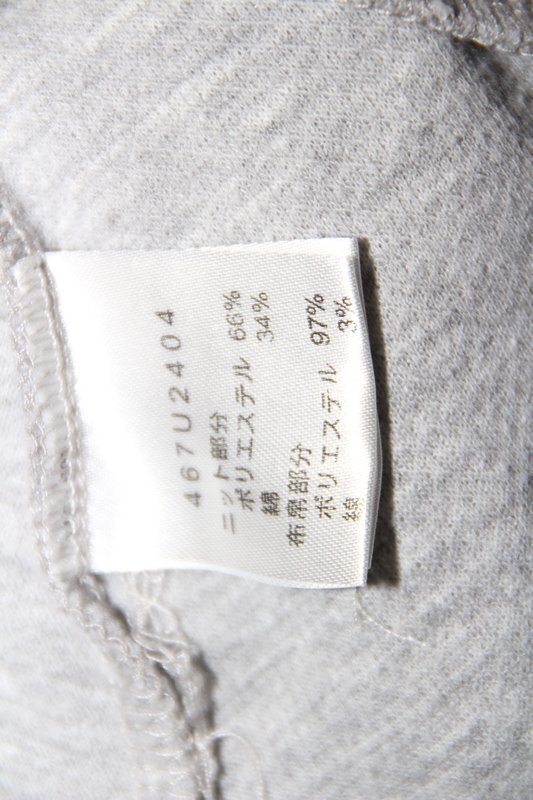 467U2404
ニット部分
ポリエステル 66%
綿 34%
布帛部分
ポリエステル 97%
綿 3%